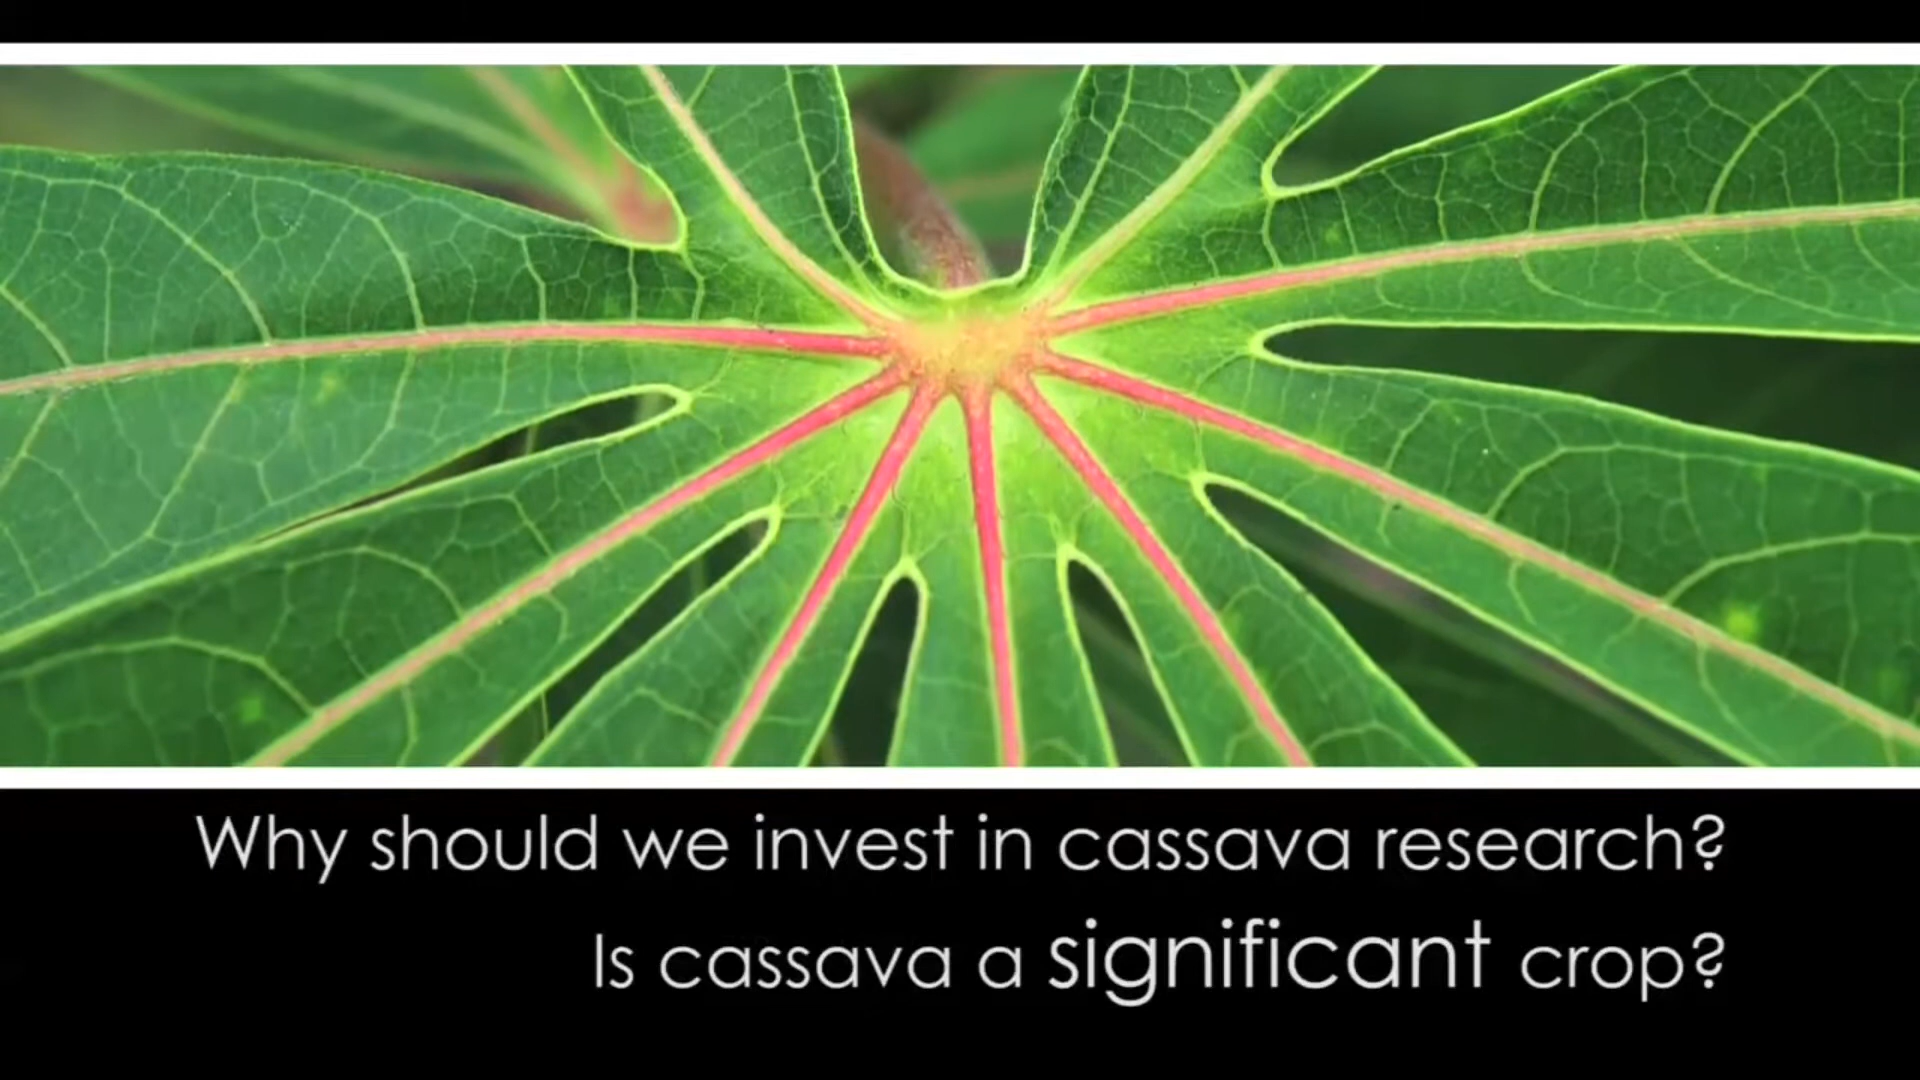 Why should we invest in cassava research?
Is cassava a significant crop?